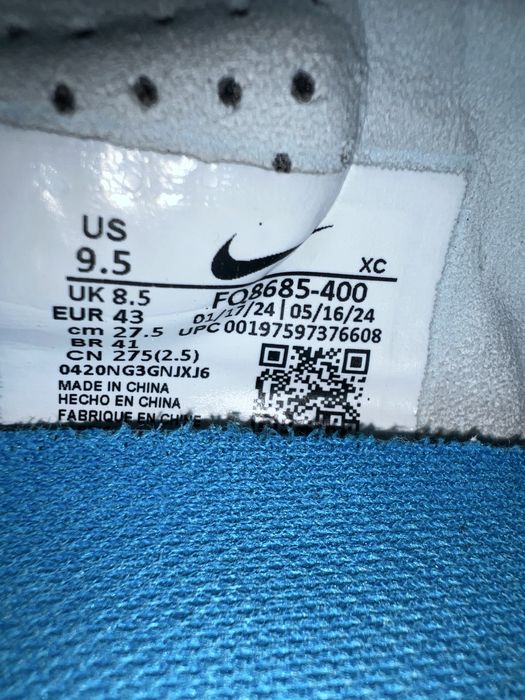 US
9.5
XC
UK 8.5
FQ8685-400
EUR 43
01/17/24 | 05/16/24
cm 27.5
UPC 00197597376608
BR 41
CN 275(2.5)
0420NG3GNJXJ6
MADE IN CHINA
HECHO EN CHINA
FABRIQUE EN CHINE